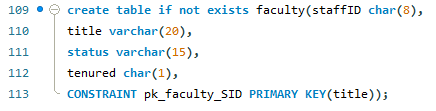 109 create table if not exists faculty(staffID char(8),
110 title varchar(20),
111 status varchar(15),
112 tenured char(1),
113 CONSTRAINT pk_faculty_SID PRIMARY KEY(title));